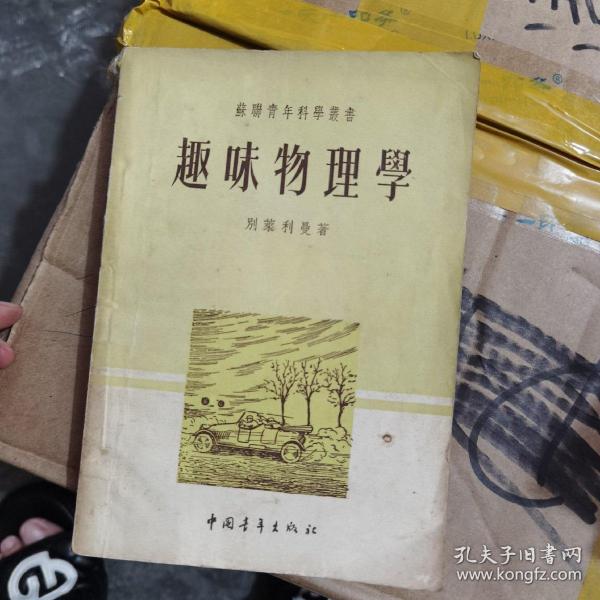 蘇聯青年科學叢書
趣味物理學
別萊利曼著
中国青年出版社
孔夫子旧书网
www.kongfz.com